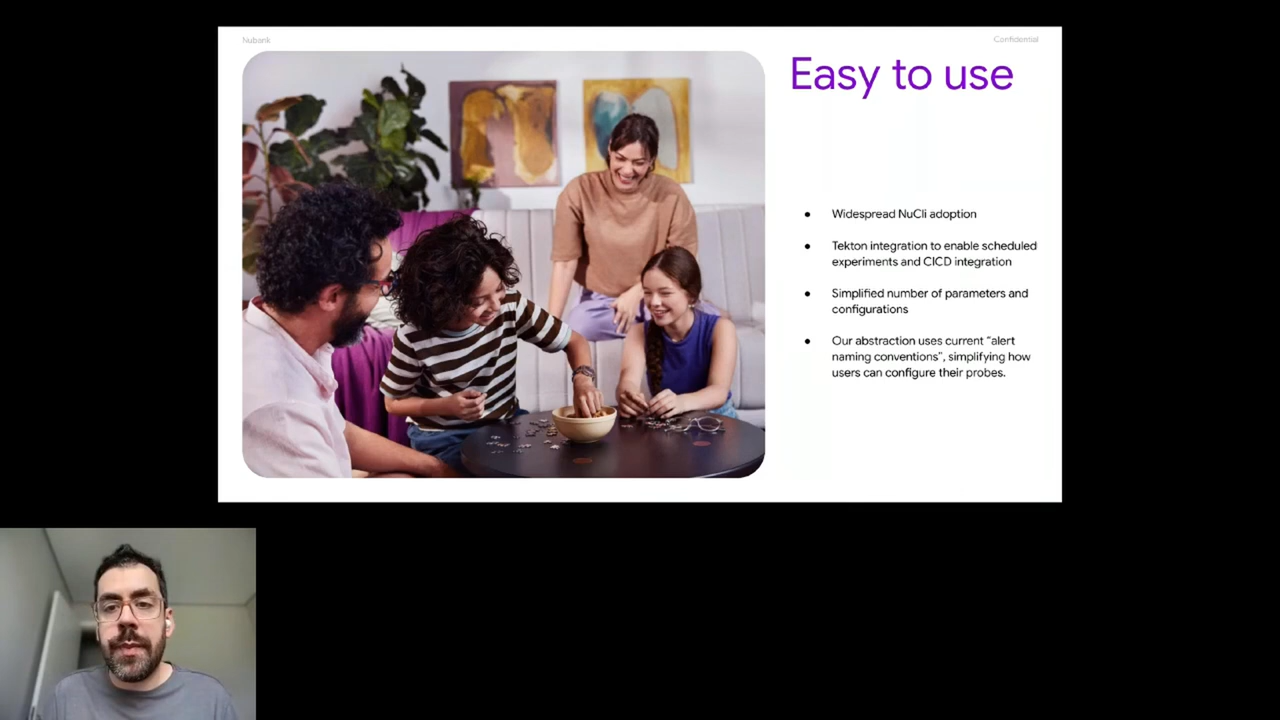 Nubank
Confidential
Easy to use
• Widespread NuCli adoption
• Tekton integration to enable scheduled
experiments and CICD integration
• Simplified number of parameters and
configurations
• Our abstraction uses current “alert
naming conventions”, simplifying how
users can configure their probes.